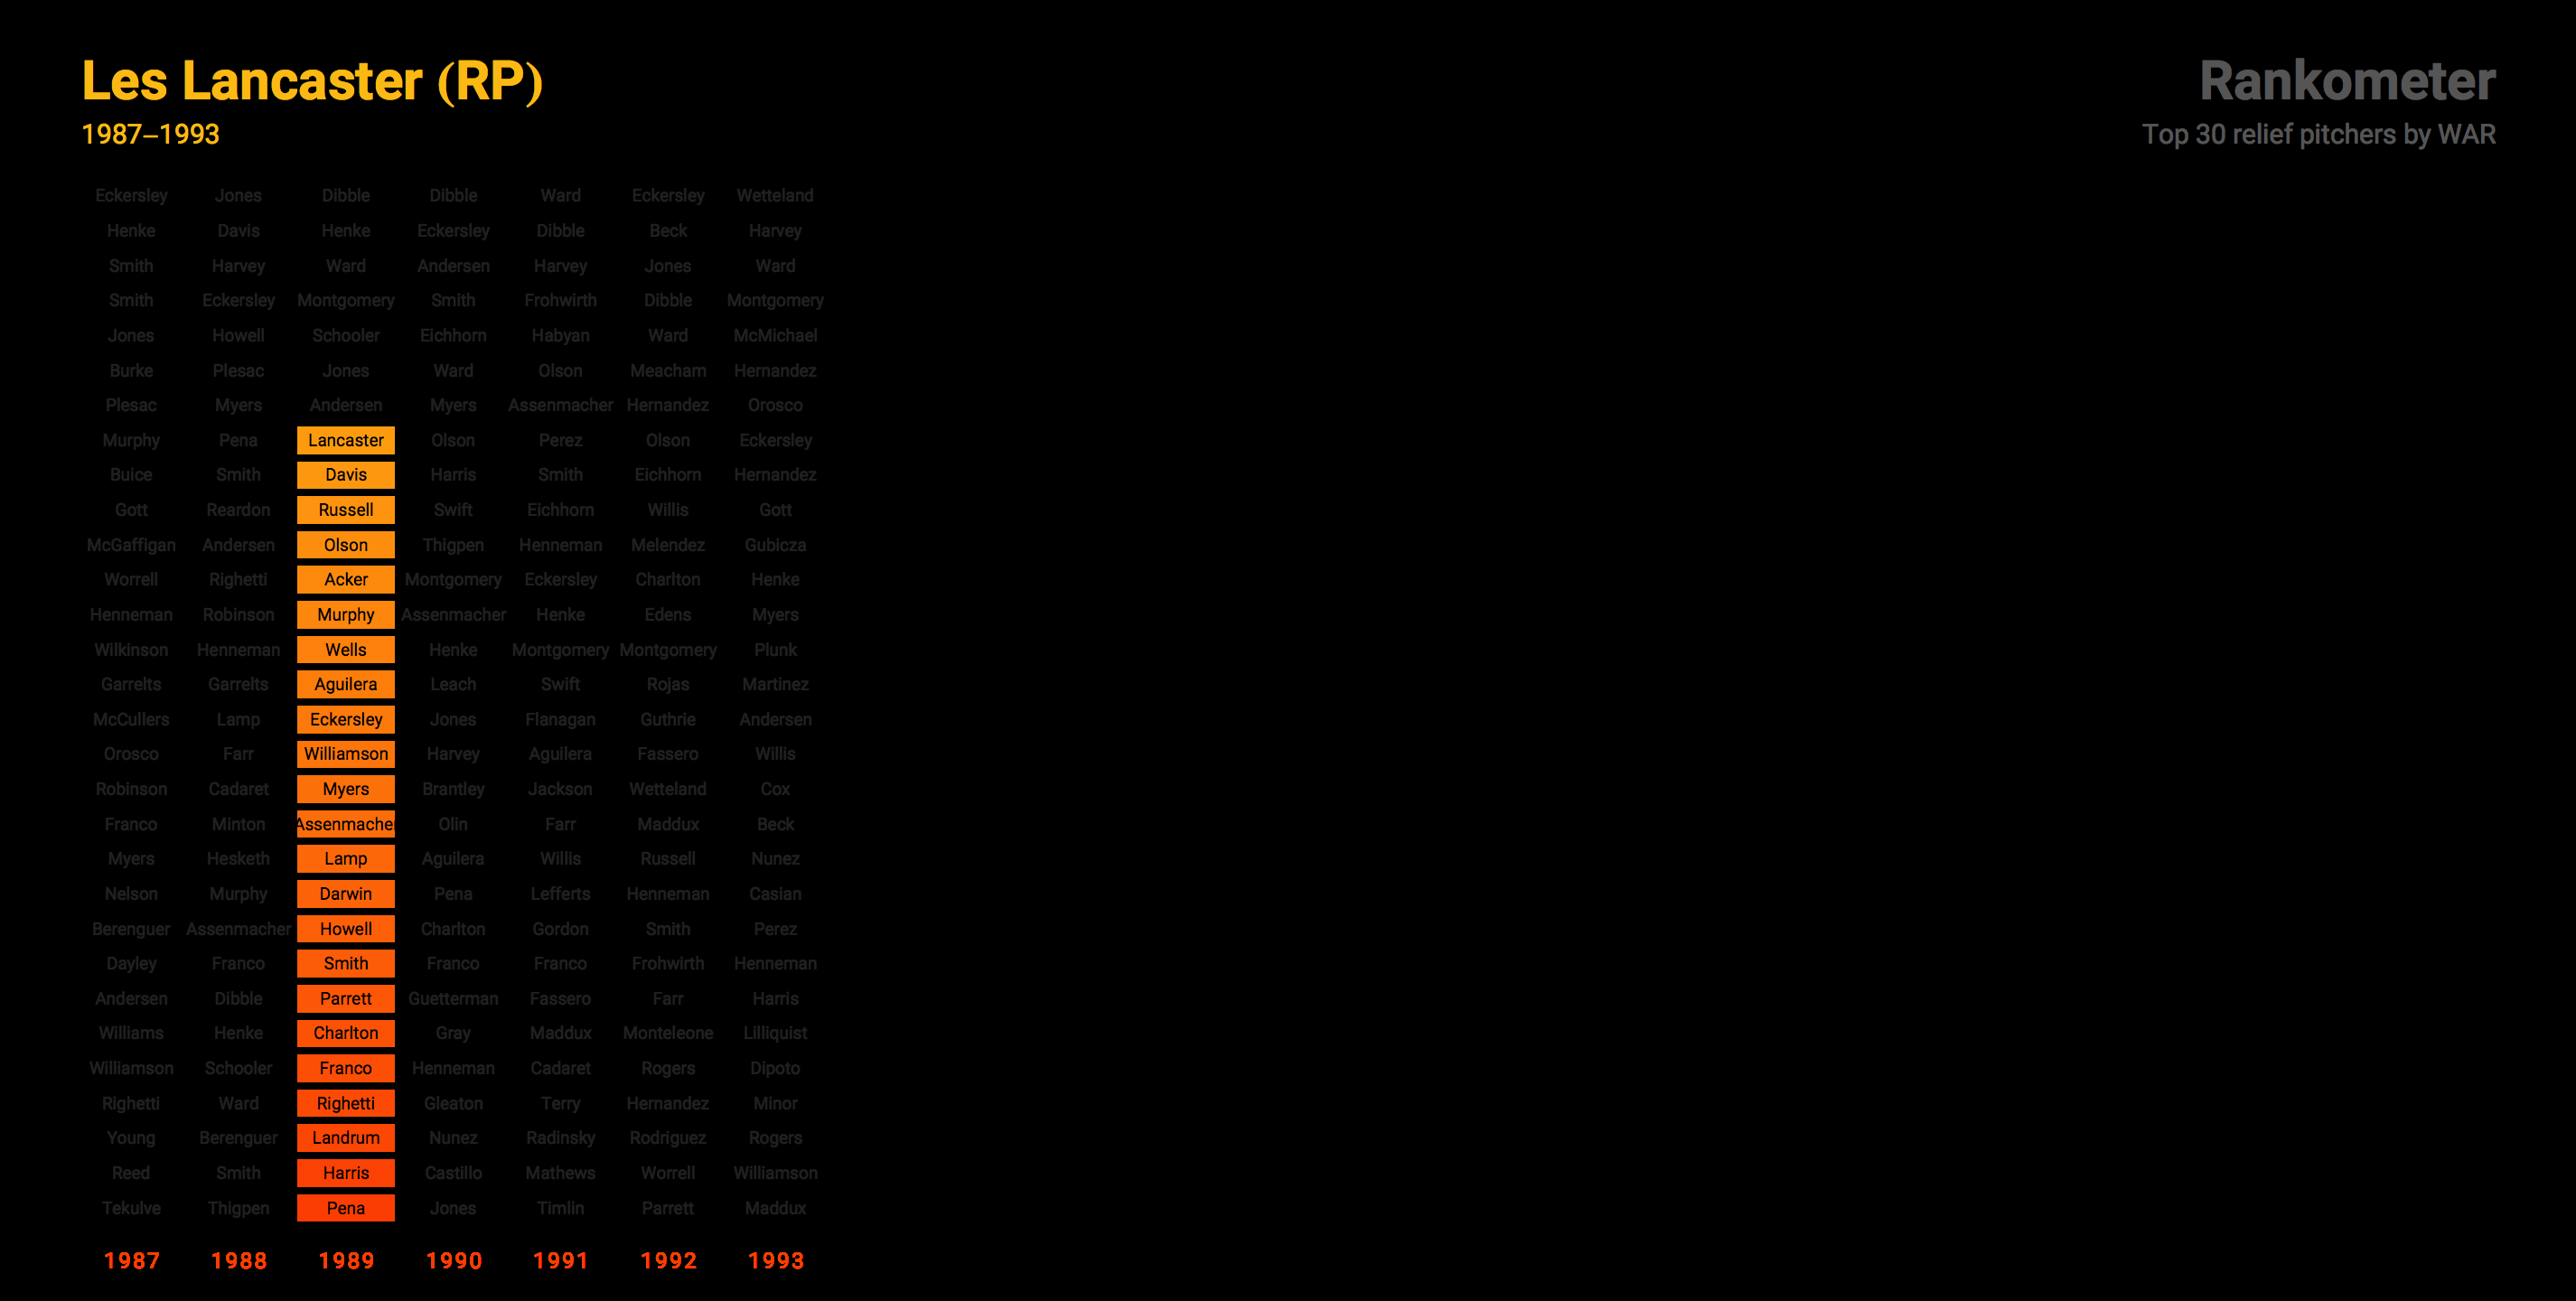 Les Lancaster (RP)
1987–1993
Rankometer
Top 30 relief pitchers by WAR
Eckersley Jones Dibble Dibble Ward Eckersley Wetteland
Henke Davis Henke Eckersley Dibble Beck Harvey
Smith Harvey Ward Andersen Harvey Jones Ward
Smith Eckersley Montgomery Smith Frohwirth Dibble Montgomery
Jones Howell Schooler Eichhorn Habyan Ward McMichael
Burke Plesac Jones Ward Olson Meacham Hernandez
Plesac Myers Andersen Myers Assenmacher Hernandez Orosco
Murphy Pena Lancaster Olson Perez Olson Eckersley
Buice Smith Davis Harris Smith Eichhorn Hernandez
Gott Reardon Russell Swift Eichhorn Willis Gott
McGaffigan Andersen Olson Thigpen Henneman Melendez Gubicza
Worrell Righetti Acker Montgomery Eckersley Charlton Henke
Henneman Robinson Murphy Assenmacher Henke Edens Myers
Wilkinson Henneman Wells Henke Montgomery Montgomery Plunk
Garrelts Garrelts Aguilera Leach Swift Rojas Martinez
McCullers Lamp Eckersley Jones Flanagan Guthrie Andersen
Orosco Farr Williamson Harvey Aguilera Fassero Willis
Robinson Cadaret Myers Brantley Jackson Wetteland Cox
Franco Minton Assenmacher Olin Farr Maddux Beck
Myers Hesketh Lamp Aguilera Willis Russell Nunez
Nelson Murphy Darwin Pena Lefferts Henneman Casian
Berenguer Assenmacher Howell Charlton Gordon Smith Perez
Dayley Franco Smith Franco Franco Frohwirth Henneman
Andersen Dibble Parrett Guetterman Fassero Farr Harris
Williams Henke Charlton Gray Maddux Monteleone Lilliquist
Williamson Schooler Franco Henneman Cadaret Rogers Dipoto
Righetti Ward Righetti Gleaton Terry Hernandez Minor
Young Berenguer Landrum Nunez Radinsky Rodriguez Rogers
Reed Smith Harris Castillo Mathews Worrell Williamson
Tekulve Thigpen Pena Jones Timlin Parrett Maddux
1987 1988 1989 1990 1991 1992 1993